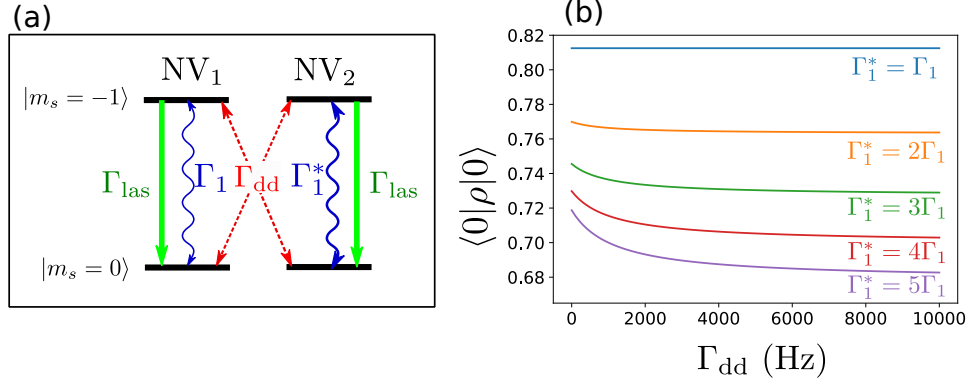 (a)
NV₁ NV₂
|mₛ = −1⟩
Γlas Γ₁ Γdd Γ₁* Γlas
|mₛ = 0⟩
(b)
0.82
0.80
0.78
0.76
0.74
0.72
0.70
0.68
⟨0|ρ|0⟩
Γ₁* = Γ₁
Γ₁* = 2Γ₁
Γ₁* = 3Γ₁
Γ₁* = 4Γ₁
Γ₁* = 5Γ₁
0 2000 4000 6000 8000 10000
Γdd (Hz)